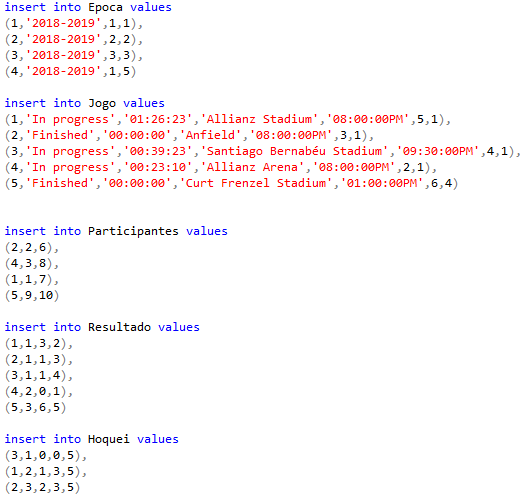 insert into Epoca values
(1,'2018-2019',1,1),
(2,'2018-2019',2,2),
(3,'2018-2019',3,3),
(4,'2018-2019',1,5)
insert into Jogo values
(1,'In progress','01:26:23','Allianz Stadium','08:00:00PM',5,1),
(2,'Finished','00:00:00','Anfield','08:00:00PM',3,1),
(3,'In progress','00:39:23','Santiago Bernabéu Stadium','09:30:00PM',4,1),
(4,'In progress','00:23:10','Allianz Arena','08:00:00PM',2,1),
(5,'Finished','00:00:00','Curt Frenzel Stadium','01:00:00PM',6,4)
insert into Participantes values
(2,2,6),
(4,3,8),
(1,1,7),
(5,9,10)
insert into Resultado values
(1,1,3,2),
(2,1,1,3),
(3,1,1,4),
(4,2,0,1),
(5,3,6,5)
insert into Hoquei values
(3,1,0,0,5),
(1,2,1,3,5),
(2,3,2,3,5)